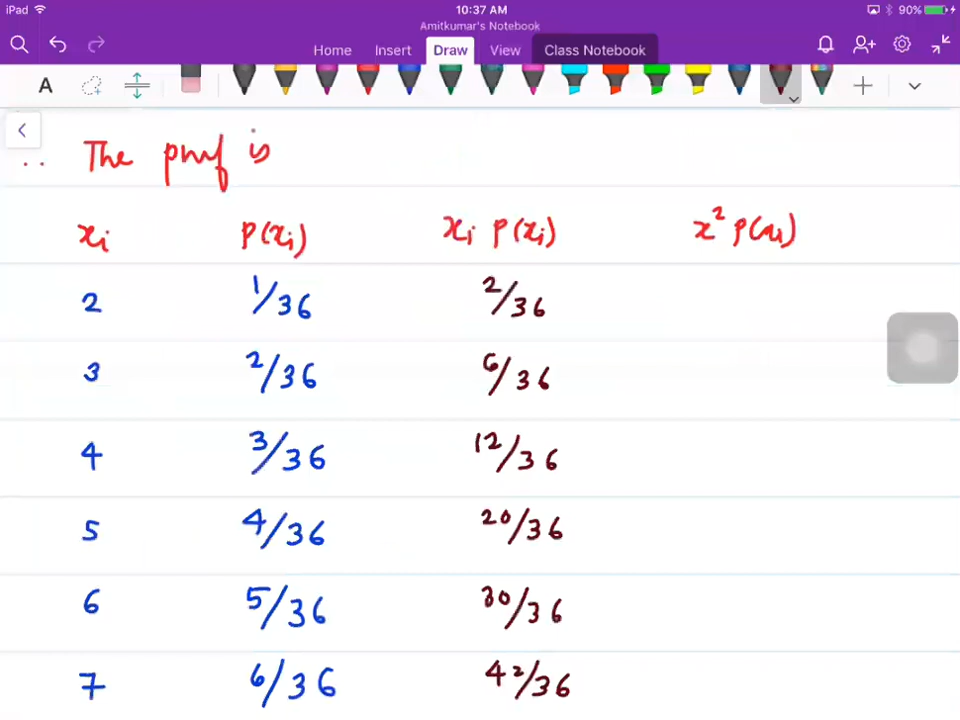 iPad 10:37 AM 90%
Amitkumar's Notebook
Home Insert Draw View Class Notebook
A
∴ The pmf is
xi P(xi) xi P(xi) x² P(xi)
2 1/36 2/36
3 2/36 6/36
4 3/36 12/36
5 4/36 20/36
6 5/36 30/36
7 6/36 42/36